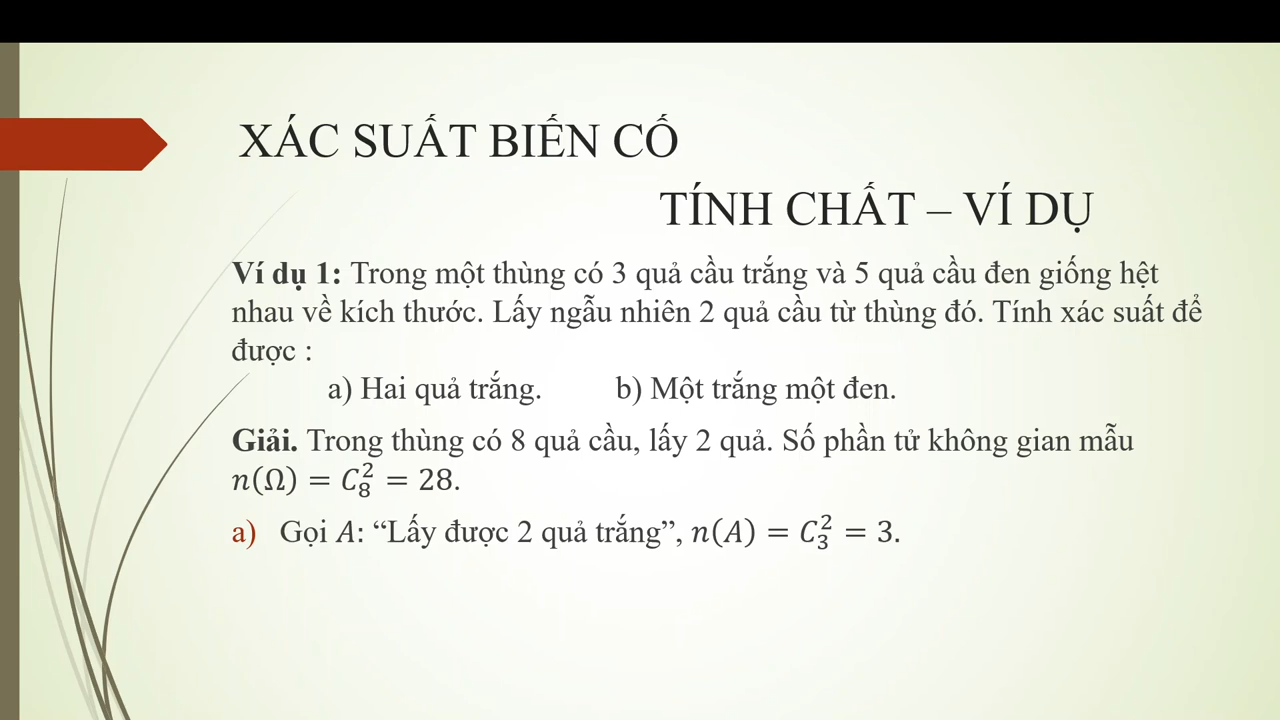 XÁC SUẤT BIẾN CỐ
TÍNH CHẤT – VÍ DỤ
Ví dụ 1: Trong một thùng có 3 quả cầu trắng và 5 quả cầu đen giống hệt
nhau về kích thước. Lấy ngẫu nhiên 2 quả cầu từ thùng đó. Tính xác suất để
được :
a) Hai quả trắng. b) Một trắng một đen.
Giải. Trong thùng có 8 quả cầu, lấy 2 quả. Số phần tử không gian mẫu
𝑛(Ω) = 𝐶₈² = 28.
a) Gọi 𝐴: “Lấy được 2 quả trắng”, 𝑛(𝐴) = 𝐶₃² = 3.